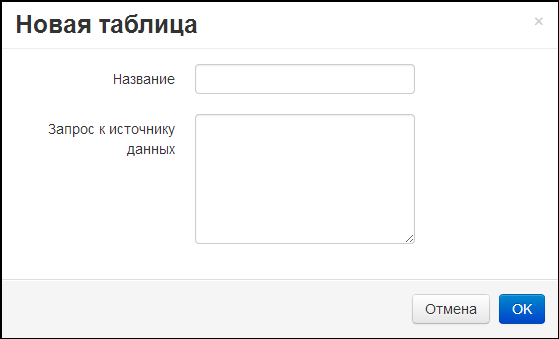 Новая таблица ×
Название
Запрос к источнику
данных
Отмена OK